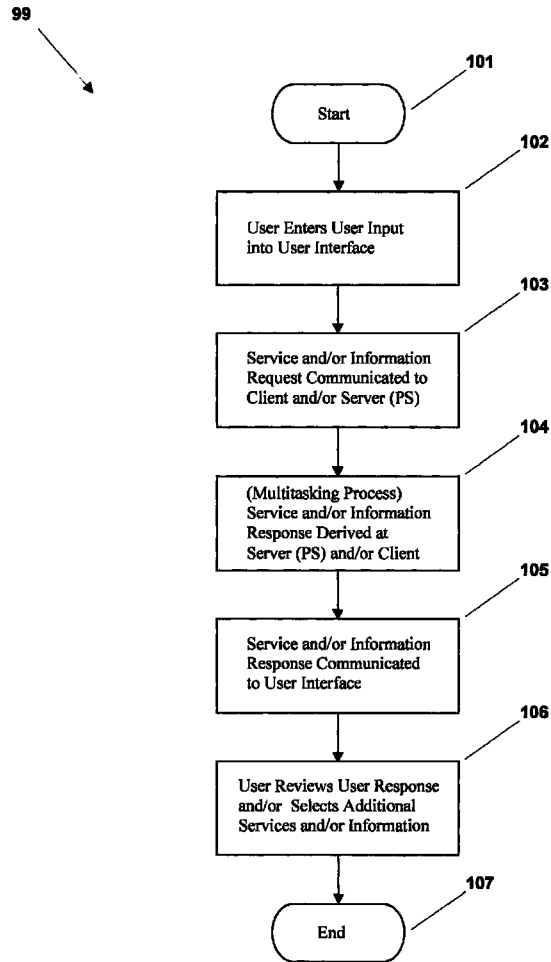 99
101
Start
102
User Enters User Input
into User Interface
103
Service and/or Information
Request Communicated to
Client and/or Server (PS)
104
(Multitasking Process)
Service and/or Information
Response Derived at
Server (PS) and/or Client
105
Service and/or Information
Response Communicated
to User Interface
106
User Reviews User Response
and/or Selects Additional
Services and/or Information
107
End